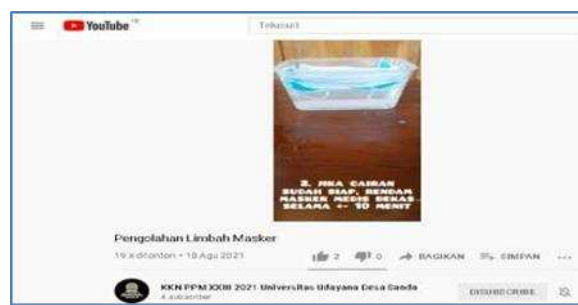 YouTube
Telusuri
2. JIKA CAIRAN
SUDAH SIAP, RENDAM
MASKER MEDIS BEKAS
SELAMA +- 10 MENIT
Pengolahan Limbah Masker
19 x ditonton • 18 Agu 2021
2 0 BAGIKAN SIMPAN
KKN PPM XXIII 2021 Universitas Udayana Desa Sanda
4 subscriber
DISUBSCRIBE